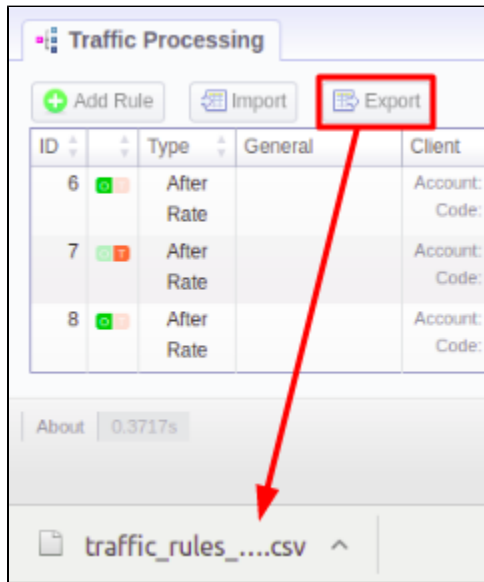 Traffic Processing
Add Rule Import Export
ID Type General Client
6 O T After Rate Account:
Code:
7 O T After Rate Account:
Code:
8 O T After Rate Account:
Code:
About 0.3717s
traffic_rules_....csv